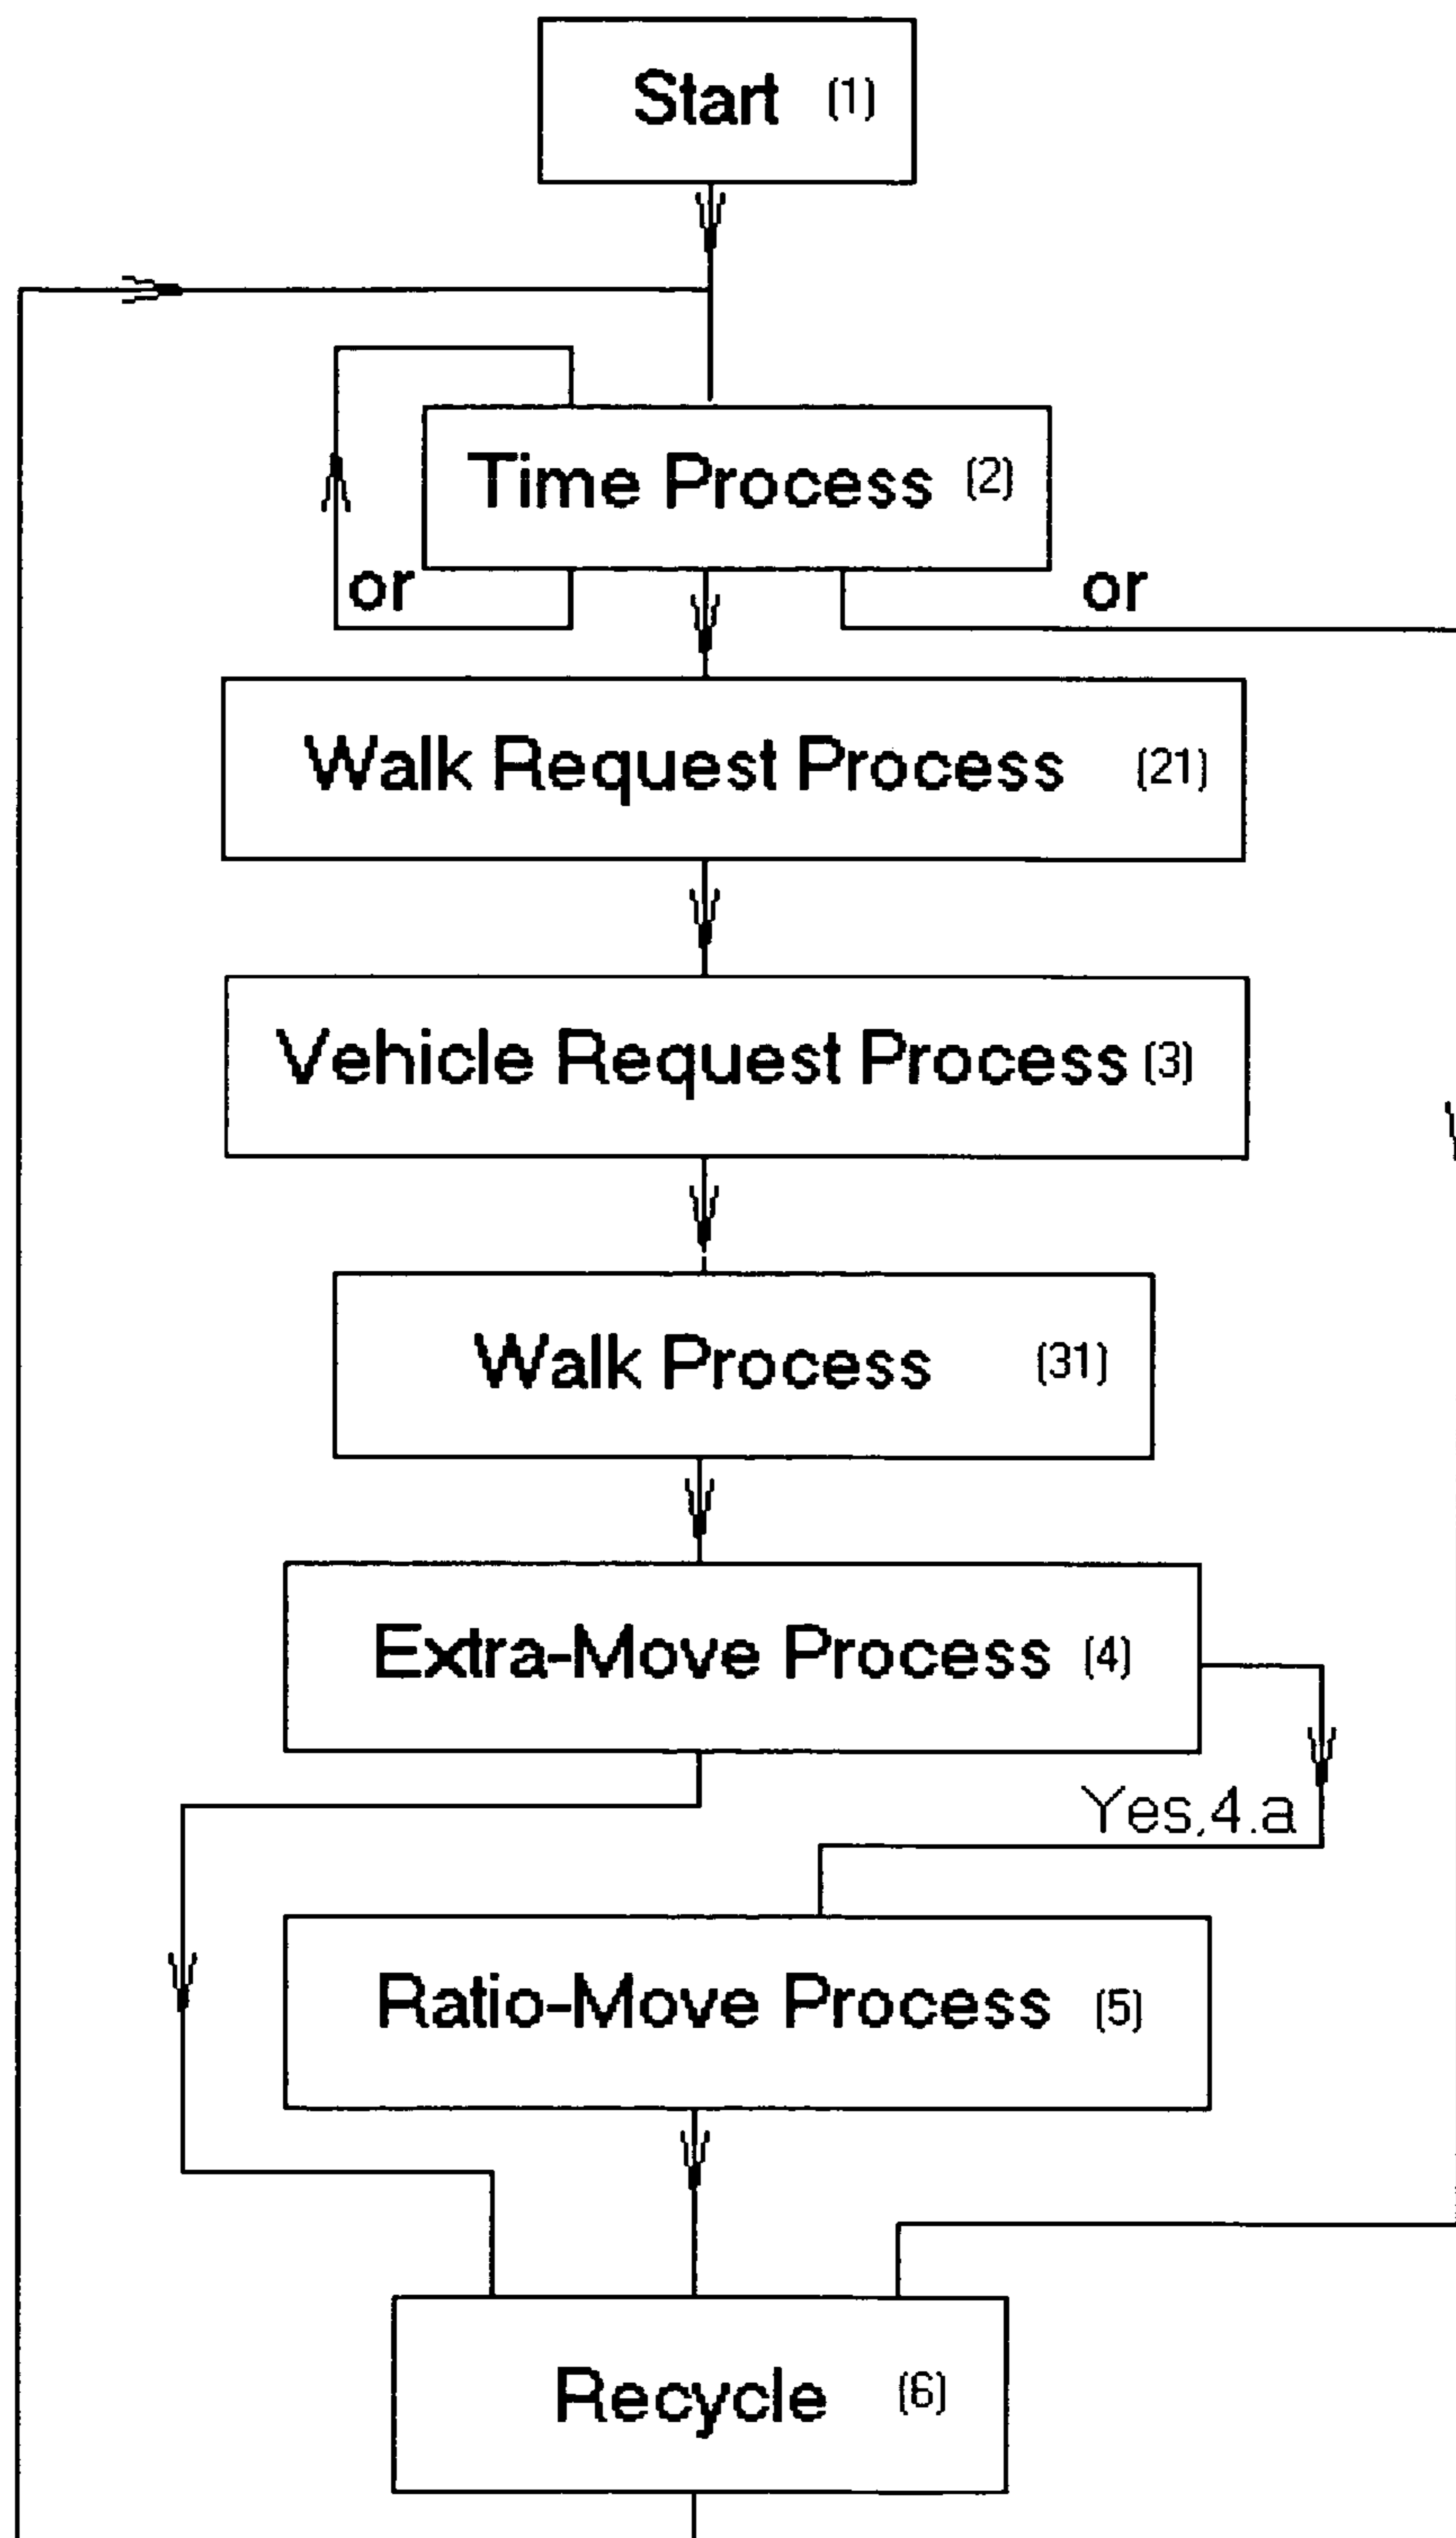 Start (1)
Time Process (2)
or
or
Walk Request Process (21)
Vehicle Request Process (3)
Walk Process (31)
Extra-Move Process (4)
Yes,4.a
Ratio-Move Process (5)
Recycle (6)